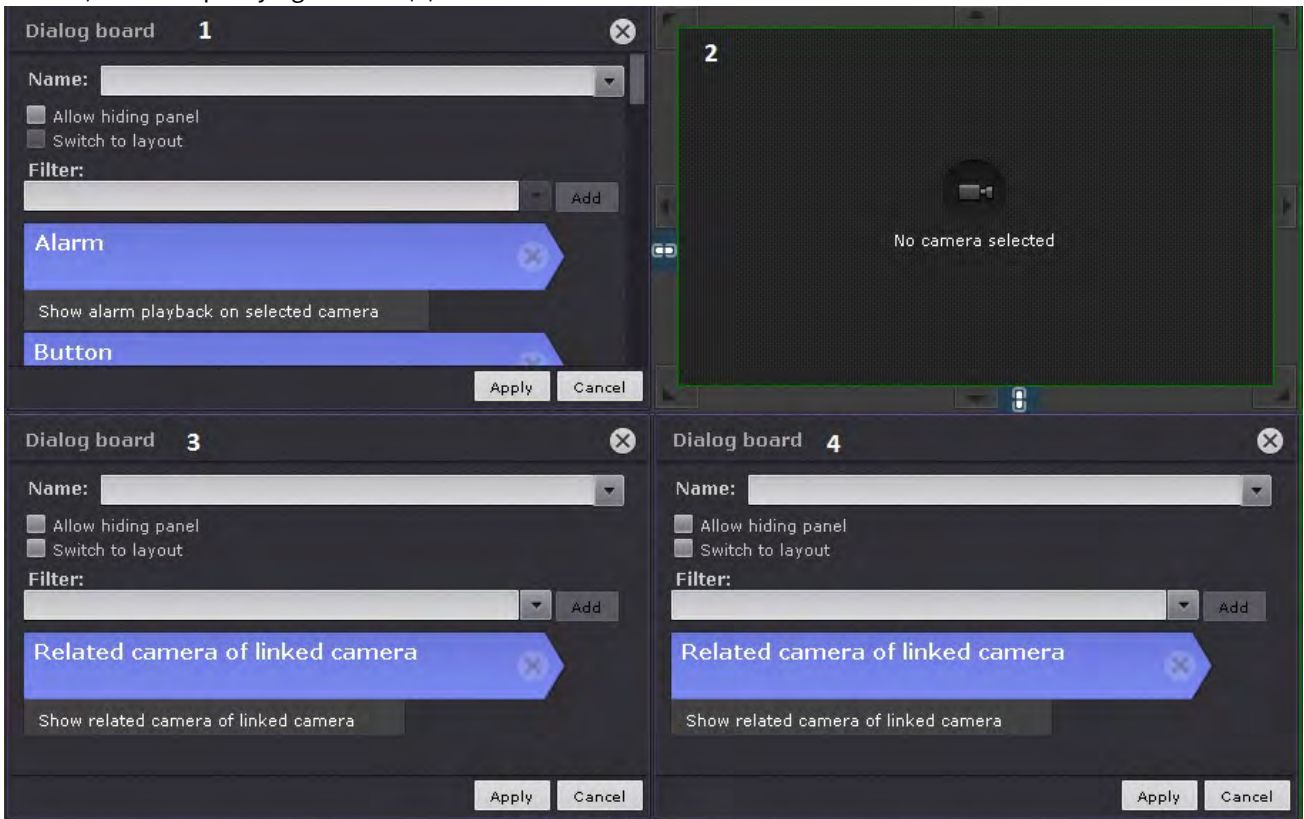 Dialog board 1
Name:
Allow hiding panel
Switch to layout
Filter:
Add
Alarm
Show alarm playback on selected camera
Button
Apply Cancel
2
No camera selected
Dialog board 3
Name:
Allow hiding panel
Switch to layout
Filter:
Add
Related camera of linked camera
Show related camera of linked camera
Apply Cancel
Dialog board 4
Name:
Allow hiding panel
Switch to layout
Filter:
Add
Related camera of linked camera
Show related camera of linked camera
Apply Cancel